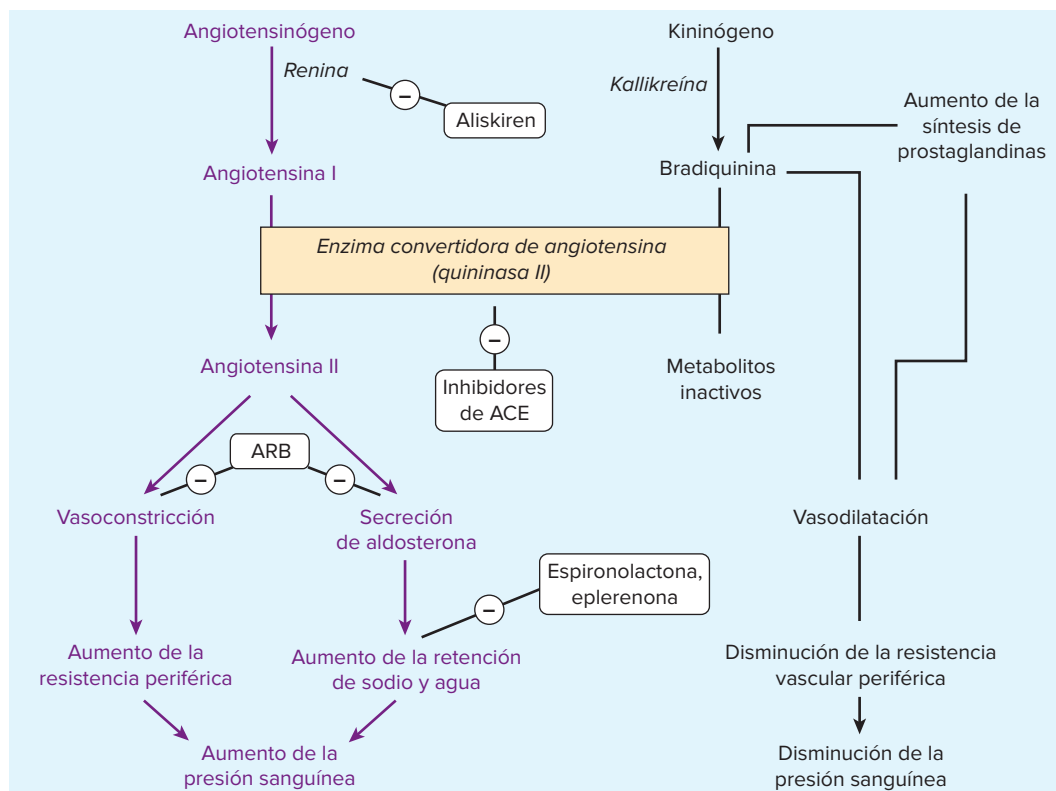 Angiotensinógeno
Renina
Aliskiren
Angiotensina I
Kininógeno
Kallikreína
Bradiquinina
Aumento de la
síntesis de
prostaglandinas
Enzima convertidora de angiotensina
(quininasa II)
Angiotensina II
Inhibidores
de ACE
Metabolitos
inactivos
ARB
Vasoconstricción
Secreción
de aldosterona
Vasodilatación
Espironolactona,
eplerenona
Aumento de la
resistencia periférica
Aumento de la retención
de sodio y agua
Disminución de la resistencia
vascular periférica
Aumento de la
presión sanguínea
Disminución de la
presión sanguínea